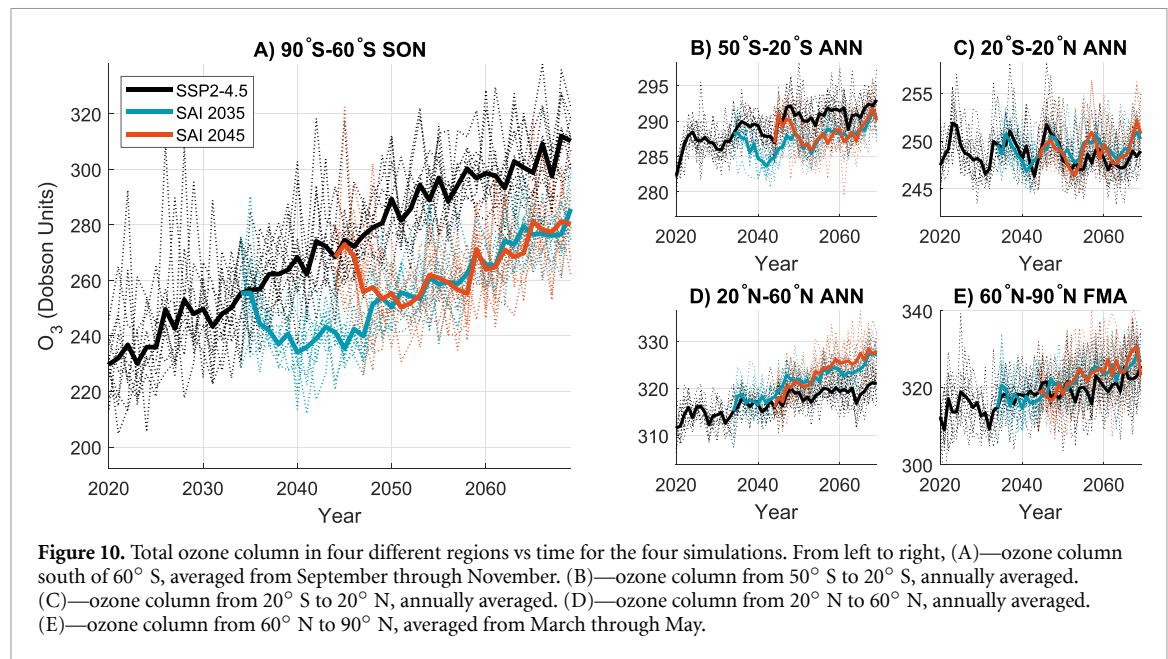 A) 90°S-60°S SON
320
300
280
260
240
220
200
O3 (Dobson Units)
SSP2-4.5
SAI 2035
SAI 2045
2020 2030 2040 2050 2060
Year
B) 50°S-20°S ANN
295
290
285
280
2020 2040 2060
Year
C) 20°S-20°N ANN
255
250
245
2020 2040 2060
Year
D) 20°N-60°N ANN
330
320
310
2020 2040 2060
Year
E) 60°N-90°N FMA
340
320
300
2020 2040 2060
Year
Figure 10. Total ozone column in four different regions vs time for the four simulations. From left to right, (A)—ozone column
south of 60° S, averaged from September through November. (B)—ozone column from 50° S to 20° S, annually averaged.
(C)—ozone column from 20° S to 20° N, annually averaged. (D)—ozone column from 20° N to 60° N, annually averaged.
(E)—ozone column from 60° N to 90° N, averaged from March through May.